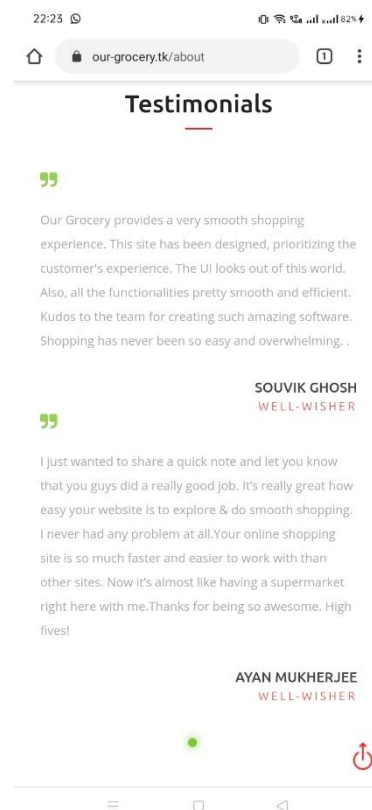 22:23 82%
our-grocery.tk/about 1
Testimonials
Our Grocery provides a very smooth shopping
experience. This site has been designed, prioritizing the
customer's experience. The UI looks out of this world.
Also, all the functionalities pretty smooth and efficient.
Kudos to the team for creating such amazing software.
Shopping has never been so easy and overwhelming. .
SOUVIK GHOSH
WELL-WISHER
I just wanted to share a quick note and let you know
that you guys did a really good job. It's really great how
easy your website is to explore & do smooth shopping.
I never had any problem at all.Your online shopping
site is so much faster and easier to work with than
other sites. Now it's almost like having a supermarket
right here with me.Thanks for being so awesome. High
fives!
AYAN MUKHERJEE
WELL-WISHER